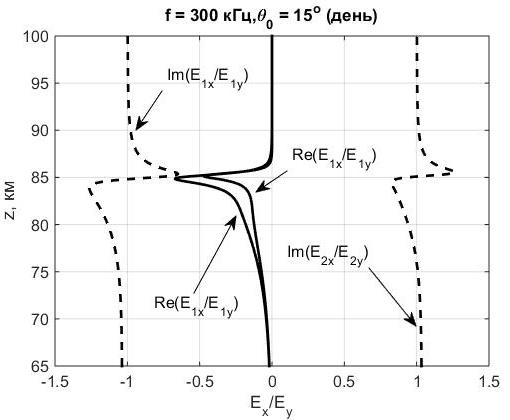 f = 300 кГц,θ₀ = 15° (день)
100
95
90
85
80
75
70
65
z, км
Im(E₁ₓ/E₁y)
Re(E₁ₓ/E₁y)
Im(E₂ₓ/E₂y)
Re(E₁ₓ/E₁y)
-1.5 -1 -0.5 0 0.5 1 1.5
Eₓ/Ey